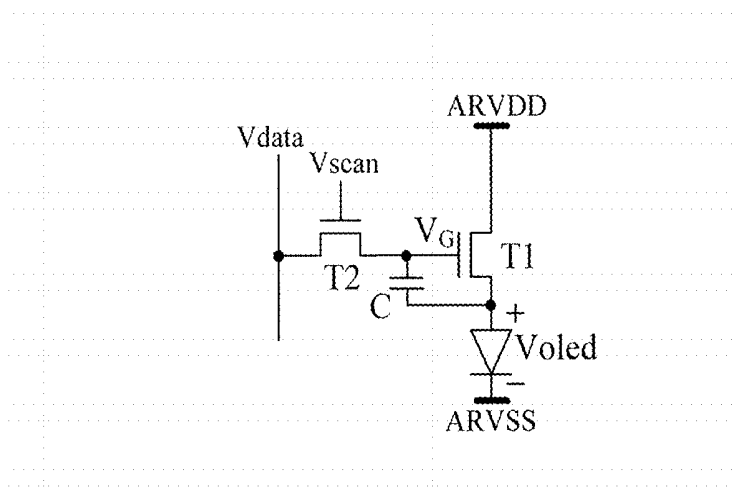 ARVDD
Vdata
Vscan
VG
T1
T2
C
+
Voled
−
ARVSS